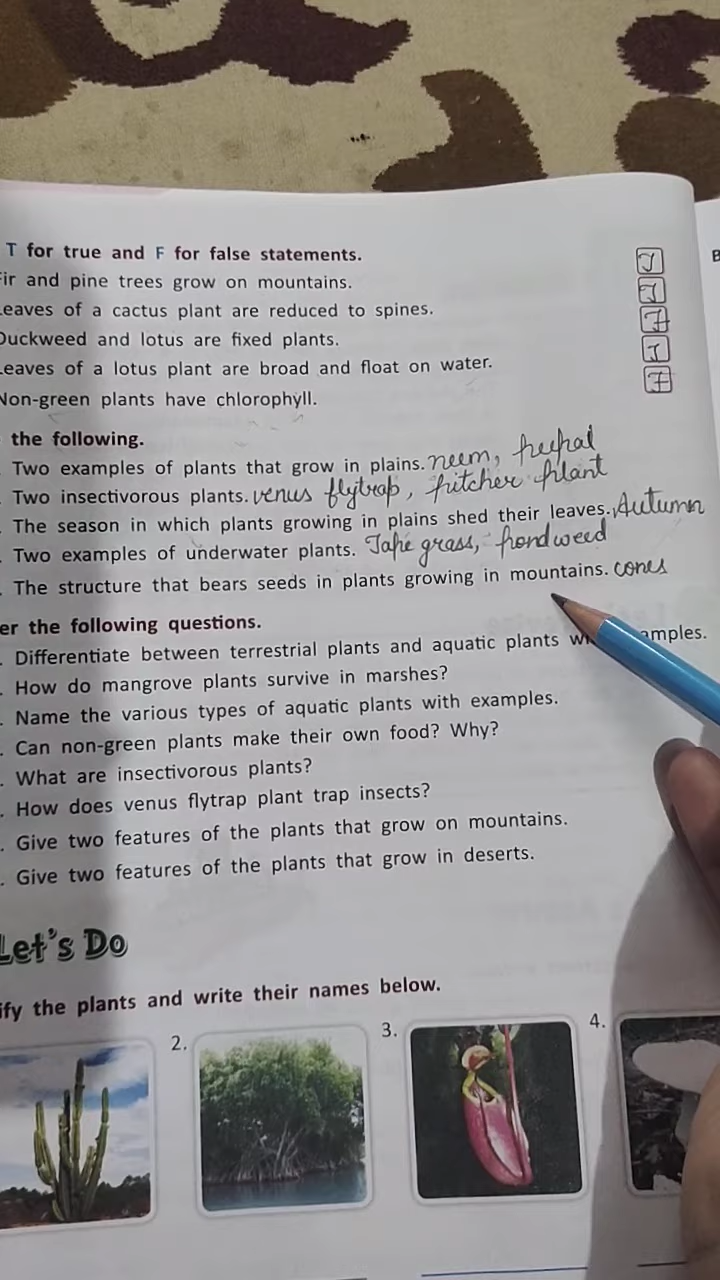 T for true and F for false statements.
ir and pine trees grow on mountains. T
eaves of a cactus plant are reduced to spines. T
Duckweed and lotus are fixed plants. F
eaves of a lotus plant are broad and float on water. T
Non-green plants have chlorophyll. F
B
the following.
Two examples of plants that grow in plains. neem, peepal
Two insectivorous plants. venus flytrap, pitcher plant
The season in which plants growing in plains shed their leaves. Autumn
Two examples of underwater plants. Tape grass, pondweed
The structure that bears seeds in plants growing in mountains. cones
er the following questions.
Differentiate between terrestrial plants and aquatic plants amples.
How do mangrove plants survive in marshes?
Name the various types of aquatic plants with examples.
Can non-green plants make their own food? Why?
What are insectivorous plants?
How does venus flytrap plant trap insects?
Give two features of the plants that grow on mountains.
Give two features of the plants that grow in deserts.
Let's Do
ify the plants and write their names below.
2. 3. 4.